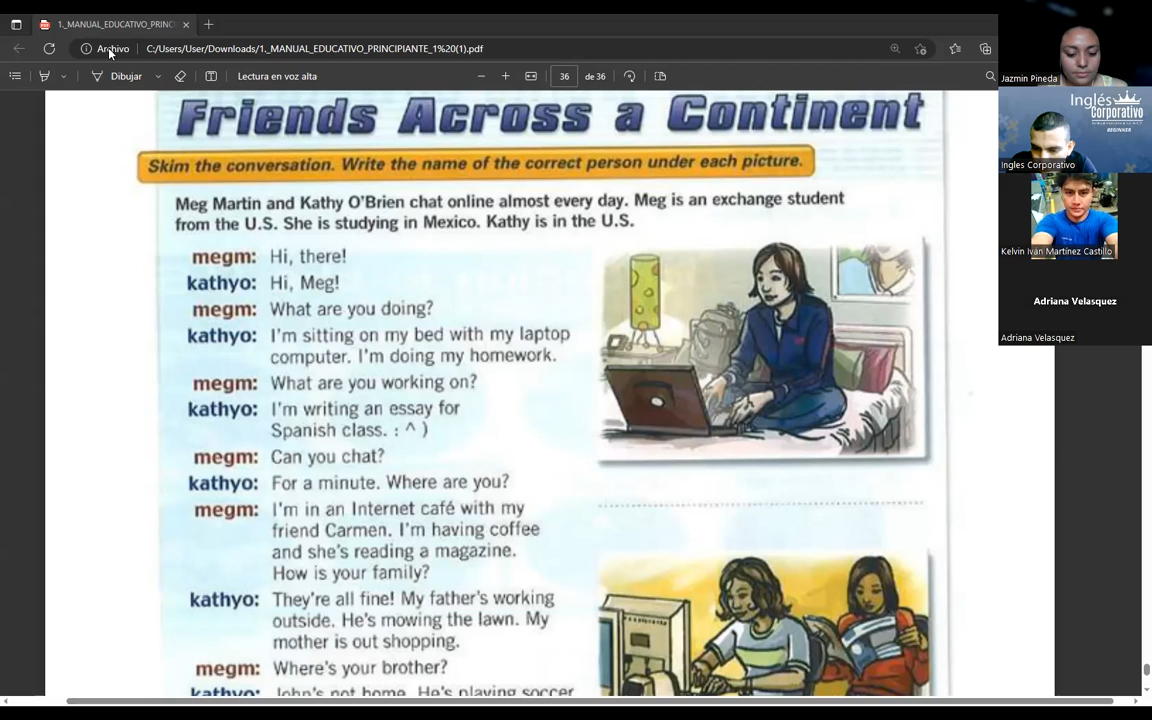 1._MANUAL_EDUCATIVO_PRINC
Archivo
C:/Users/User/Downloads/1._MANUAL_EDUCATIVO_PRINCIPIANTE_1%20(1).pdf
Dibujar
Lectura en voz alta
36
de 36
Friends Across a Continent
Skim the conversation. Write the name of the correct person under each picture.
Meg Martin and Kathy O'Brien chat online almost every day. Meg is an exchange student
from the U.S. She is studying in Mexico. Kathy is in the U.S.
megm: Hi, there!
kathyo: Hi, Meg!
megm: What are you doing?
kathyo: I'm sitting on my bed with my laptop
computer. I'm doing my homework.
megm: What are you working on?
kathyo: I'm writing an essay for
Spanish class. : ^ )
megm: Can you chat?
kathyo: For a minute. Where are you?
megm: I'm in an Internet café with my
friend Carmen. I'm having coffee
and she's reading a magazine.
How is your family?
kathyo: They're all fine! My father's working
outside. He's mowing the lawn. My
mother is out shopping.
megm: Where's your brother?
kathyo: John's not home. He's playing soccer
Jazmin Pineda
Inglés
Corporativo
BEGINNER
Ingles Corporativo
Kelvin Ivan Martínez Castillo
Adriana Velasquez
Adriana Velasquez